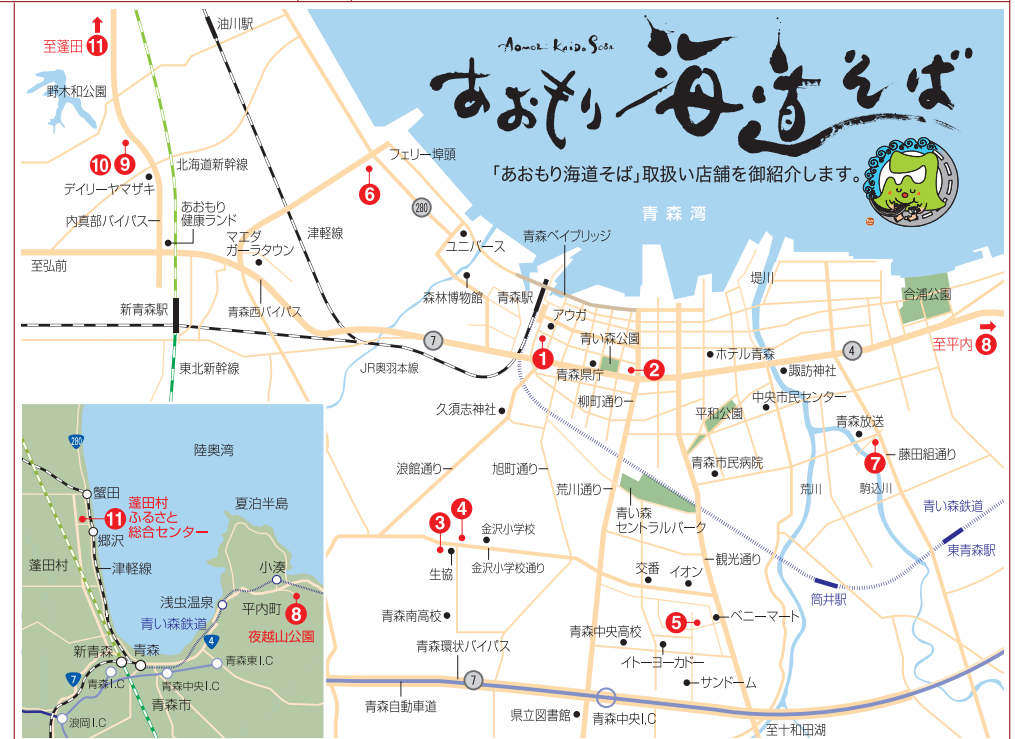 油川駅
至蓬田 11
AOMORI KAIDO SOBA
あおもり海道そば
「あおもり海道そば」取扱い店舗を御紹介します。
野木和公園
10 9
デイリーヤマザキ
北海道新幹線
フェリー埠頭
6
280
青森湾
内真部バイパス
あおもり
健康ランド
マエダ
ガーラタウン
津軽線
ユニバース
青森ベイブリッジ
至弘前
森林博物館
青森駅
堤川
合浦公園
新青森駅
青森西バイパス
アウガ
青い森公園
7
1
ホテル青森
4
至平内 8
東北新幹線
JR奥羽本線
青森県庁
2
諏訪神社
柳町通り
中央市民センター
久須志神社
平和公園
青森放送
浪館通り
旭町通り
青森市民病院
7
藤田組通り
荒川通り
荒川
駒込川
青い森
セントラルパーク
青い森鉄道
3
4
金沢小学校
東青森駅
生協
金沢小学校通り
観光通り
交番
イオン
筒井駅
青森南高校
5
ベニーマート
青森中央高校
青森環状バイパス
イトーヨーカドー
7
サンドーム
青森自動車道
県立図書館
青森中央I,C
至十和田湖
280
陸奥湾
蟹田
11
蓬田村
ふるさと
総合センター
夏泊半島
郷沢
蓬田村
津軽線
小湊
浅虫温泉
平内町
8
青い森鉄道
夜越山公園
4
新青森
青森
青森東I.C
7
青森I.C
青森中央I.C
青森市
浪岡I.C